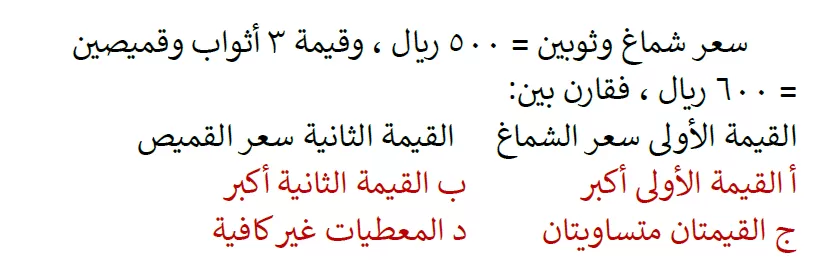 سعر شماغ وثوبين = ٥٠٠ ريال ، وقيمة ٣ أثواب وقميصين
= ٦٠٠ ريال ، فقارن بين:
القيمة الأولى سعر الشماغ القيمة الثانية سعر القميص
أ القيمة الأولى أكبر ب القيمة الثانية أكبر
ج القيمتان متساويتان د المعطيات غير كافية